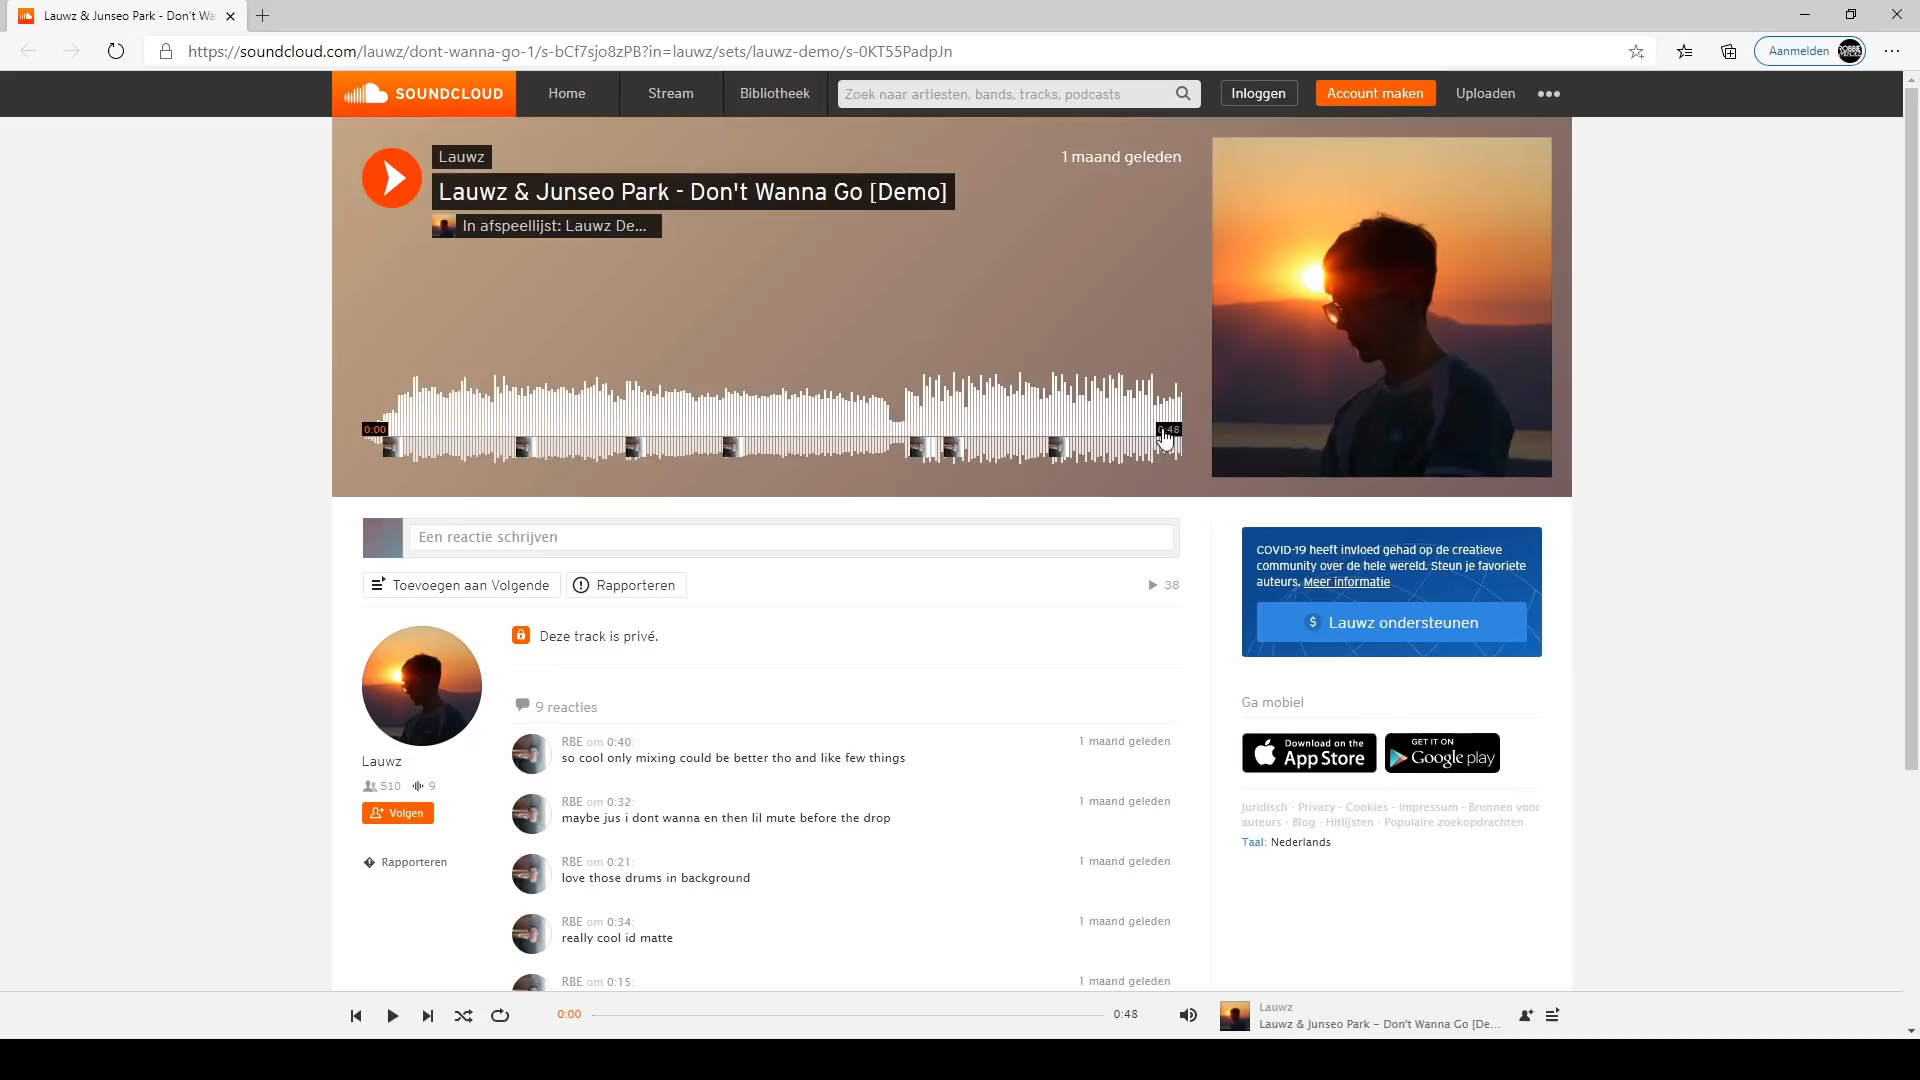 Lauwz & Junseo Park - Don't Wa
https://soundcloud.com/lauwz/dont-wanna-go-1/s-bCf7sjo8zPB?in=lauwz/sets/lauwz-demo/s-0KT55PadpJn
Aanmelden
SOUNDCLOUD
Home
Stream
Bibliotheek
Zoek naar artiesten, bands, tracks, podcasts
Inloggen
Account maken
Uploaden
Lauwz
1 maand geleden
Lauwz & Junseo Park - Don't Wanna Go [Demo]
In afspeellijst: Lauwz De...
0:00
0:48
Een reactie schrijven
Toevoegen aan Volgende
Rapporteren
38
Deze track is privé.
9 reacties
Lauwz
510
9
Volgen
Rapporteren
RBE om 0:40:
1 maand geleden
so cool only mixing could be better tho and like few things
RBE om 0:32:
1 maand geleden
maybe jus i dont wanna en then lil mute before the drop
RBE om 0:21:
1 maand geleden
love those drums in background
RBE om 0:34:
1 maand geleden
really cool id matte
RBE om 0:15:
1 maand geleden
COVID-19 heeft invloed gehad op de creatieve
community over de hele wereld. Steun je favoriete
auteurs. Meer informatie
$ Lauwz ondersteunen
Ga mobiel
Download on the
App Store
GET IT ON
Google play
Juridisch - Privacy - Cookies - Impressum - Bronnen voor
auteurs - Blog - Hitlijsten - Populaire zoekopdrachten
Taal: Nederlands
0:00
0:48
Lauwz
Lauwz & Junseo Park – Don't Wanna Go [De...